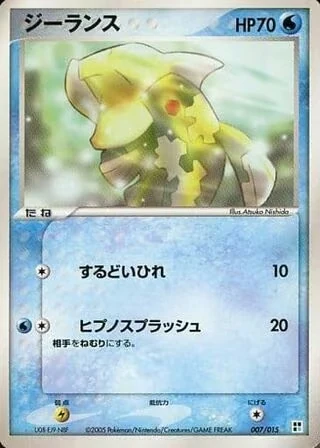 ジーランス HP70
Illus.Atsuko Nishida
たね
するどいひれ 10
ヒプノスプラッシュ 20
相手をねむりにする。
弱点 抵抗力 にげる
©2005 Pokémon/Nintendo/Creatures/GAME FREAK. 007/015